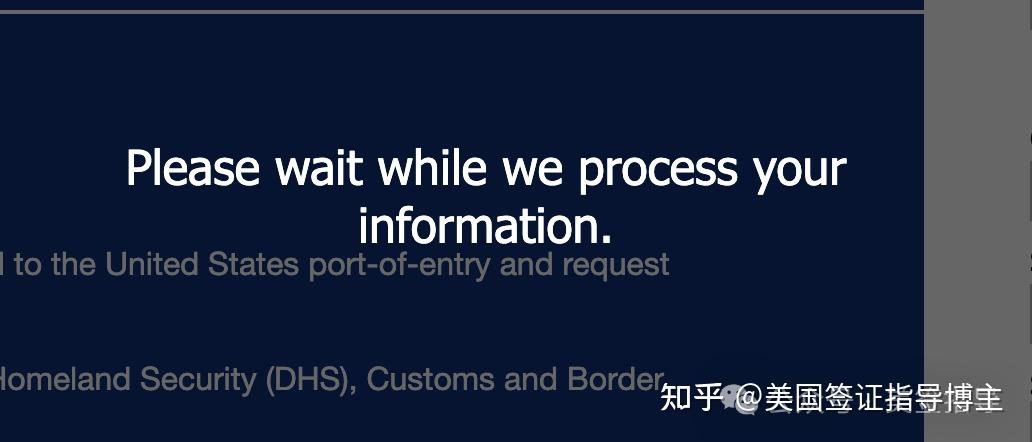 Please wait while we process your
information.
to the United States port-of-entry and request
Homeland Security (DHS), Customs and Border
知乎 @美国签证指导博主